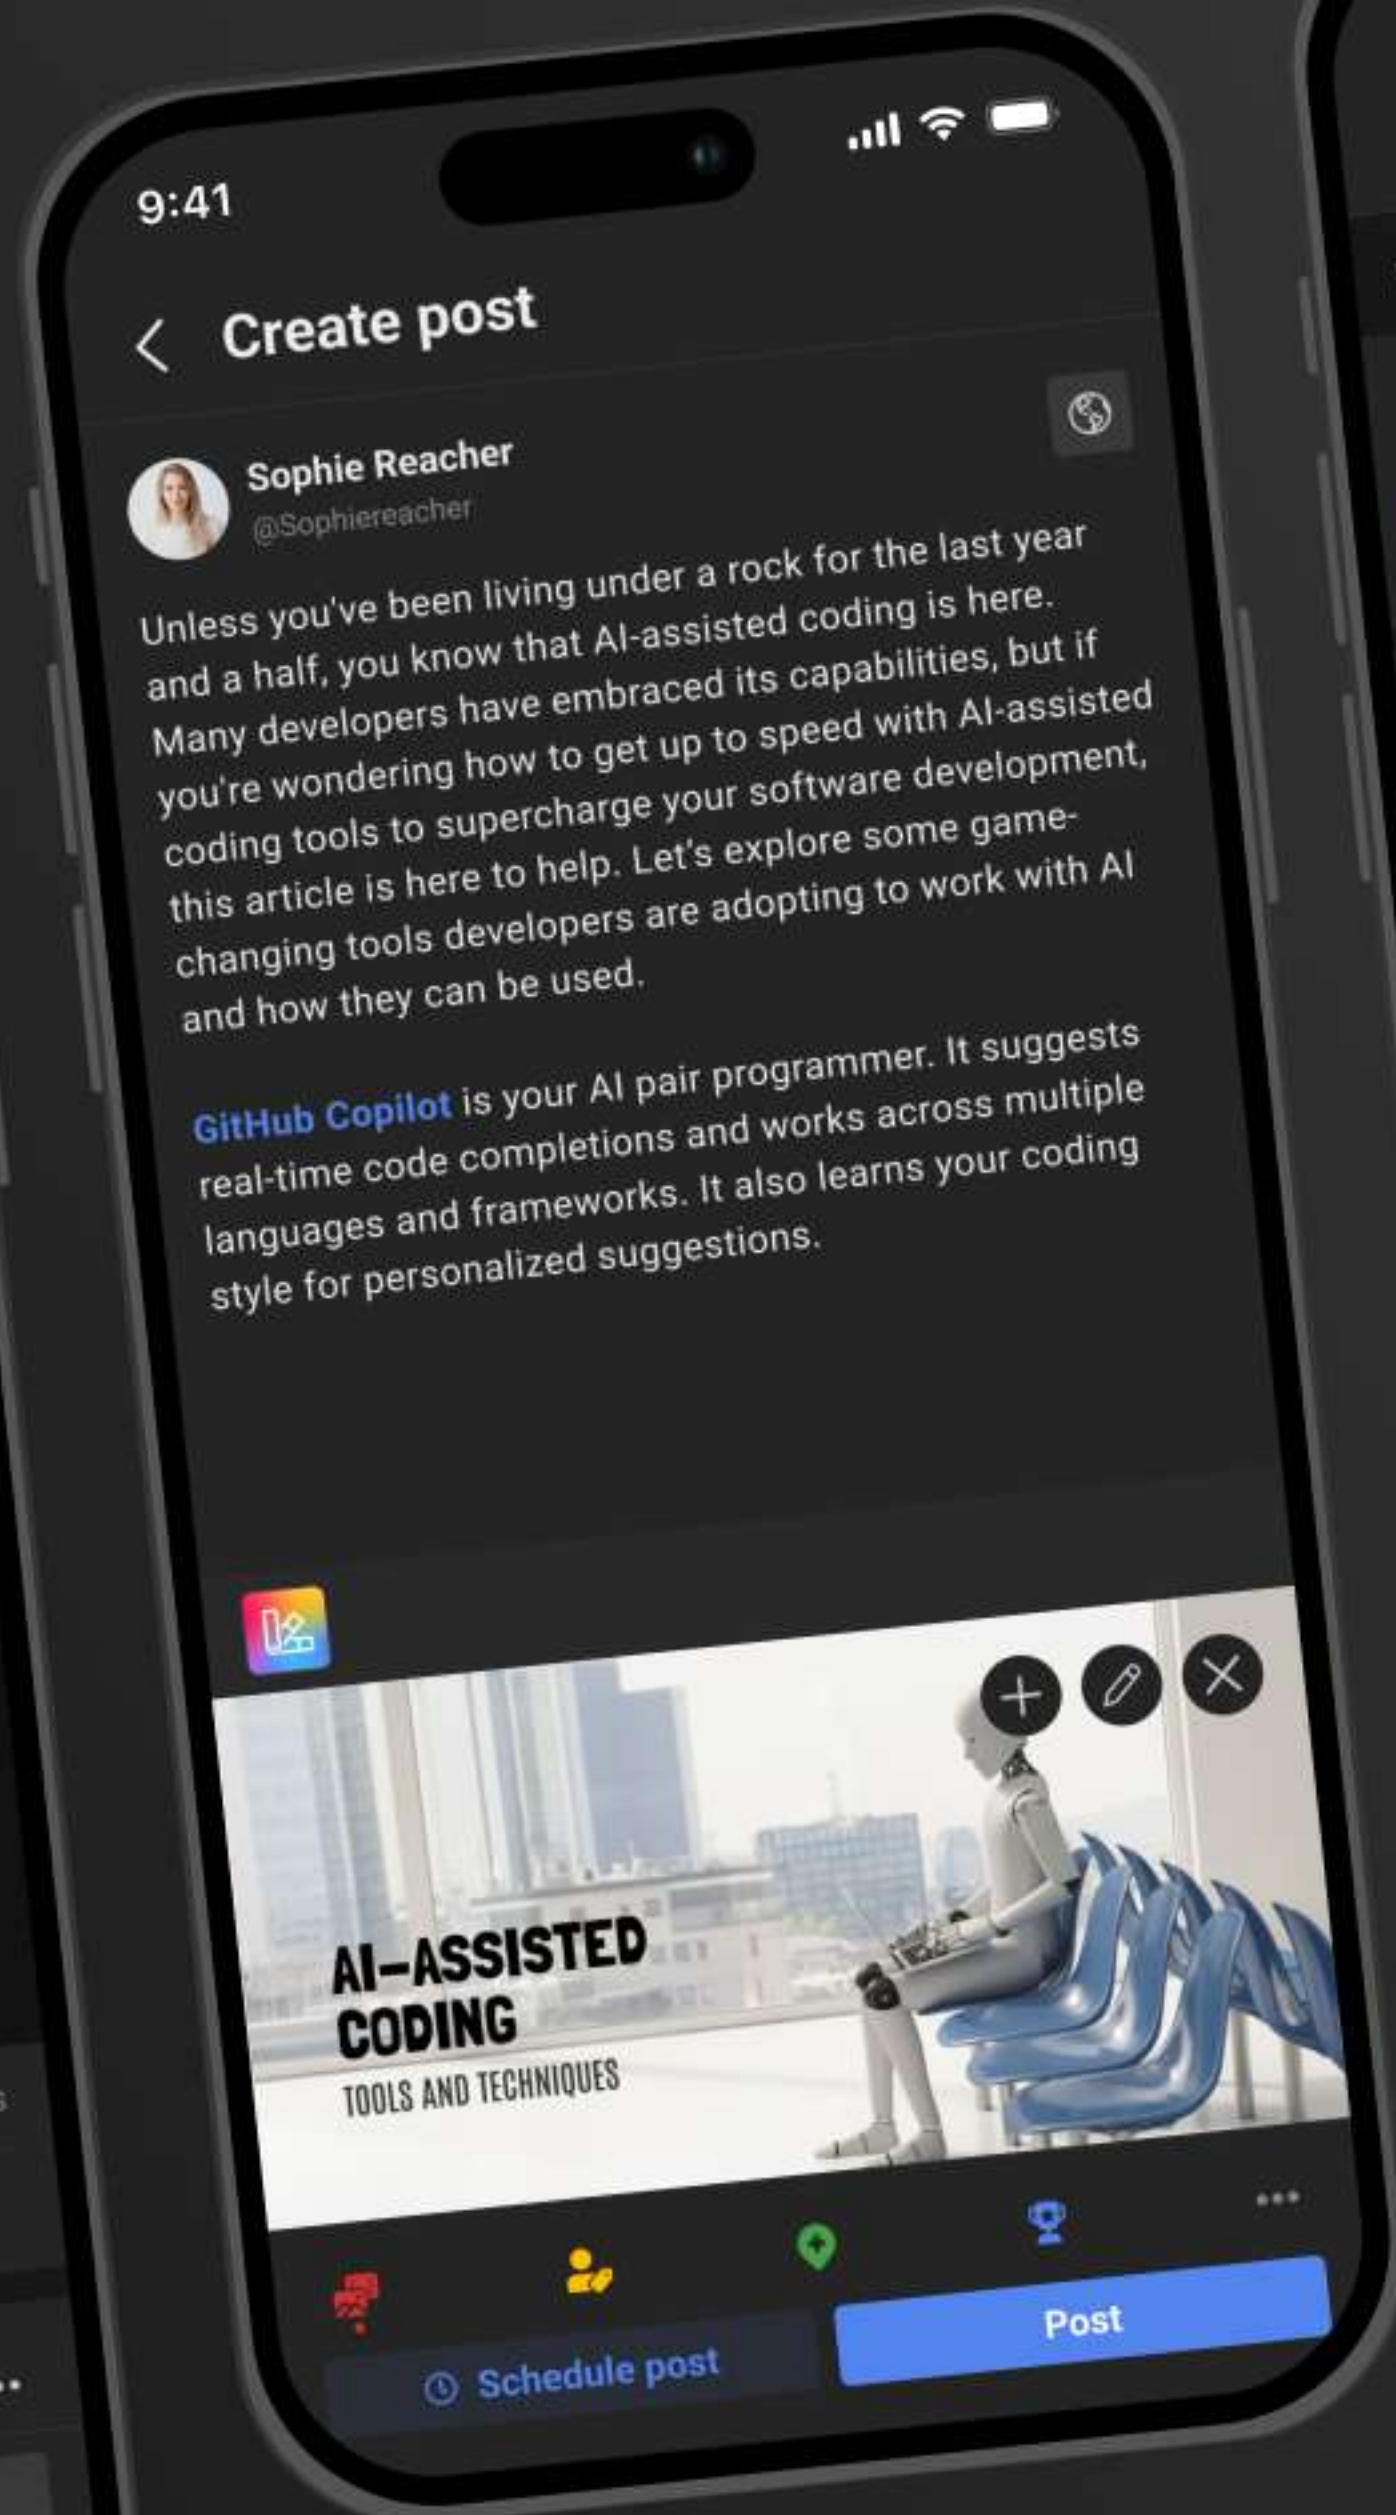 9:41
Create post
Sophie Reacher
@Sophiereacher
Unless you've been living under a rock for the last year
and a half, you know that AI-assisted coding is here.
Many developers have embraced its capabilities, but if
you're wondering how to get up to speed with AI-assisted
coding tools to supercharge your software development,
this article is here to help. Let's explore some game-
changing tools developers are adopting to work with AI
and how they can be used.
GitHub Copilot is your AI pair programmer. It suggests
real-time code completions and works across multiple
languages and frameworks. It also learns your coding
style for personalized suggestions.
AI-ASSISTED
CODING
TOOLS AND TECHNIQUES
Schedule post
Post